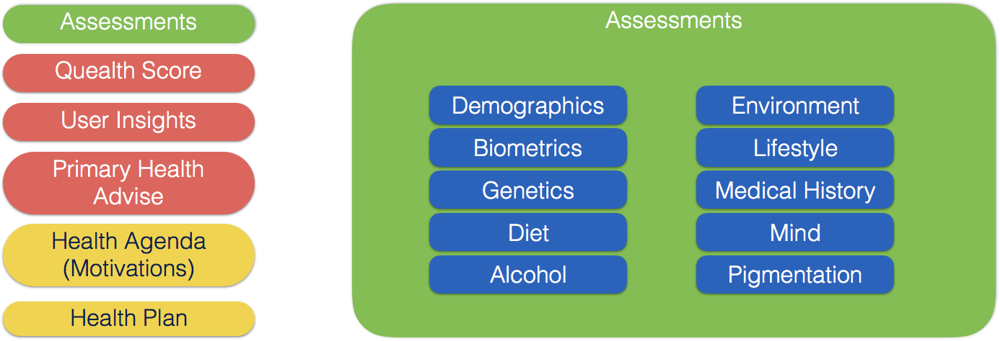 Assessments
Quealth Score
User Insights
Primary Health
Advise
Health Agenda
(Motivations)
Health Plan
Assessments
Demographics
Biometrics
Genetics
Diet
Alcohol
Environment
Lifestyle
Medical History
Mind
Pigmentation